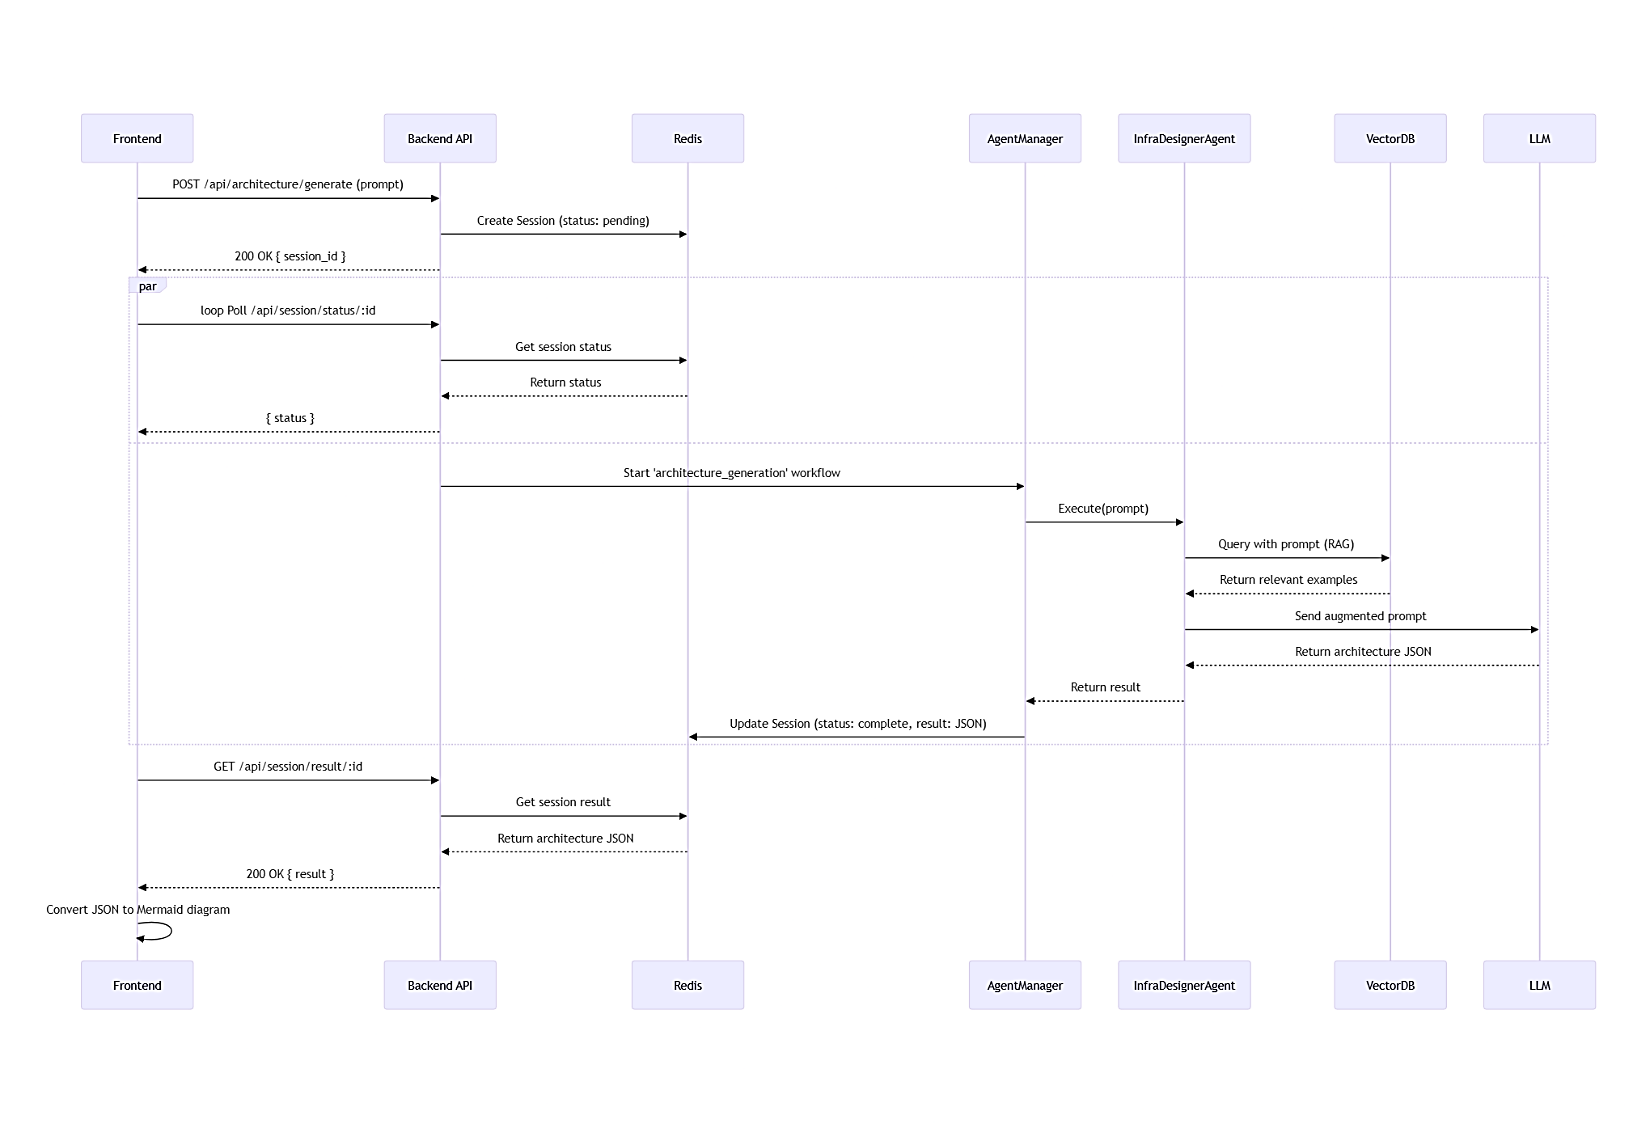 Frontend
Backend API
Redis
AgentManager
InfraDesignerAgent
VectorDB
LLM
POST /api/architecture/generate (prompt)
Create Session (status: pending)
200 OK { session_id }
par
loop Poll /api/session/status/:id
Get session status
Return status
{ status }
Start 'architecture_generation' workflow
Execute(prompt)
Query with prompt (RAG)
Return relevant examples
Send augmented prompt
Return architecture JSON
Return result
Update Session (status: complete, result: JSON)
GET /api/session/result/:id
Get session result
Return architecture JSON
200 OK { result }
Convert JSON to Mermaid diagram
Frontend
Backend API
Redis
AgentManager
InfraDesignerAgent
VectorDB
LLM